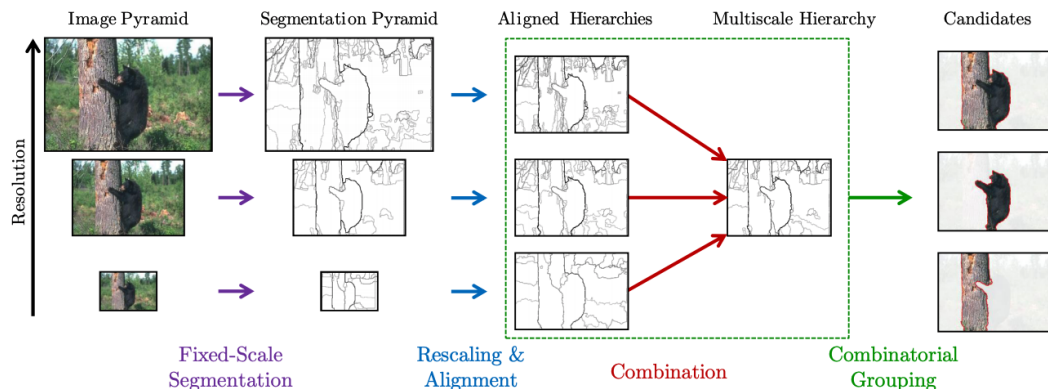 Image Pyramid
Segmentation Pyramid
Aligned Hierarchies
Multiscale Hierarchy
Candidates
Resolution
Fixed-Scale
Segmentation
Rescaling &
Alignment
Combination
Combinatorial
Grouping